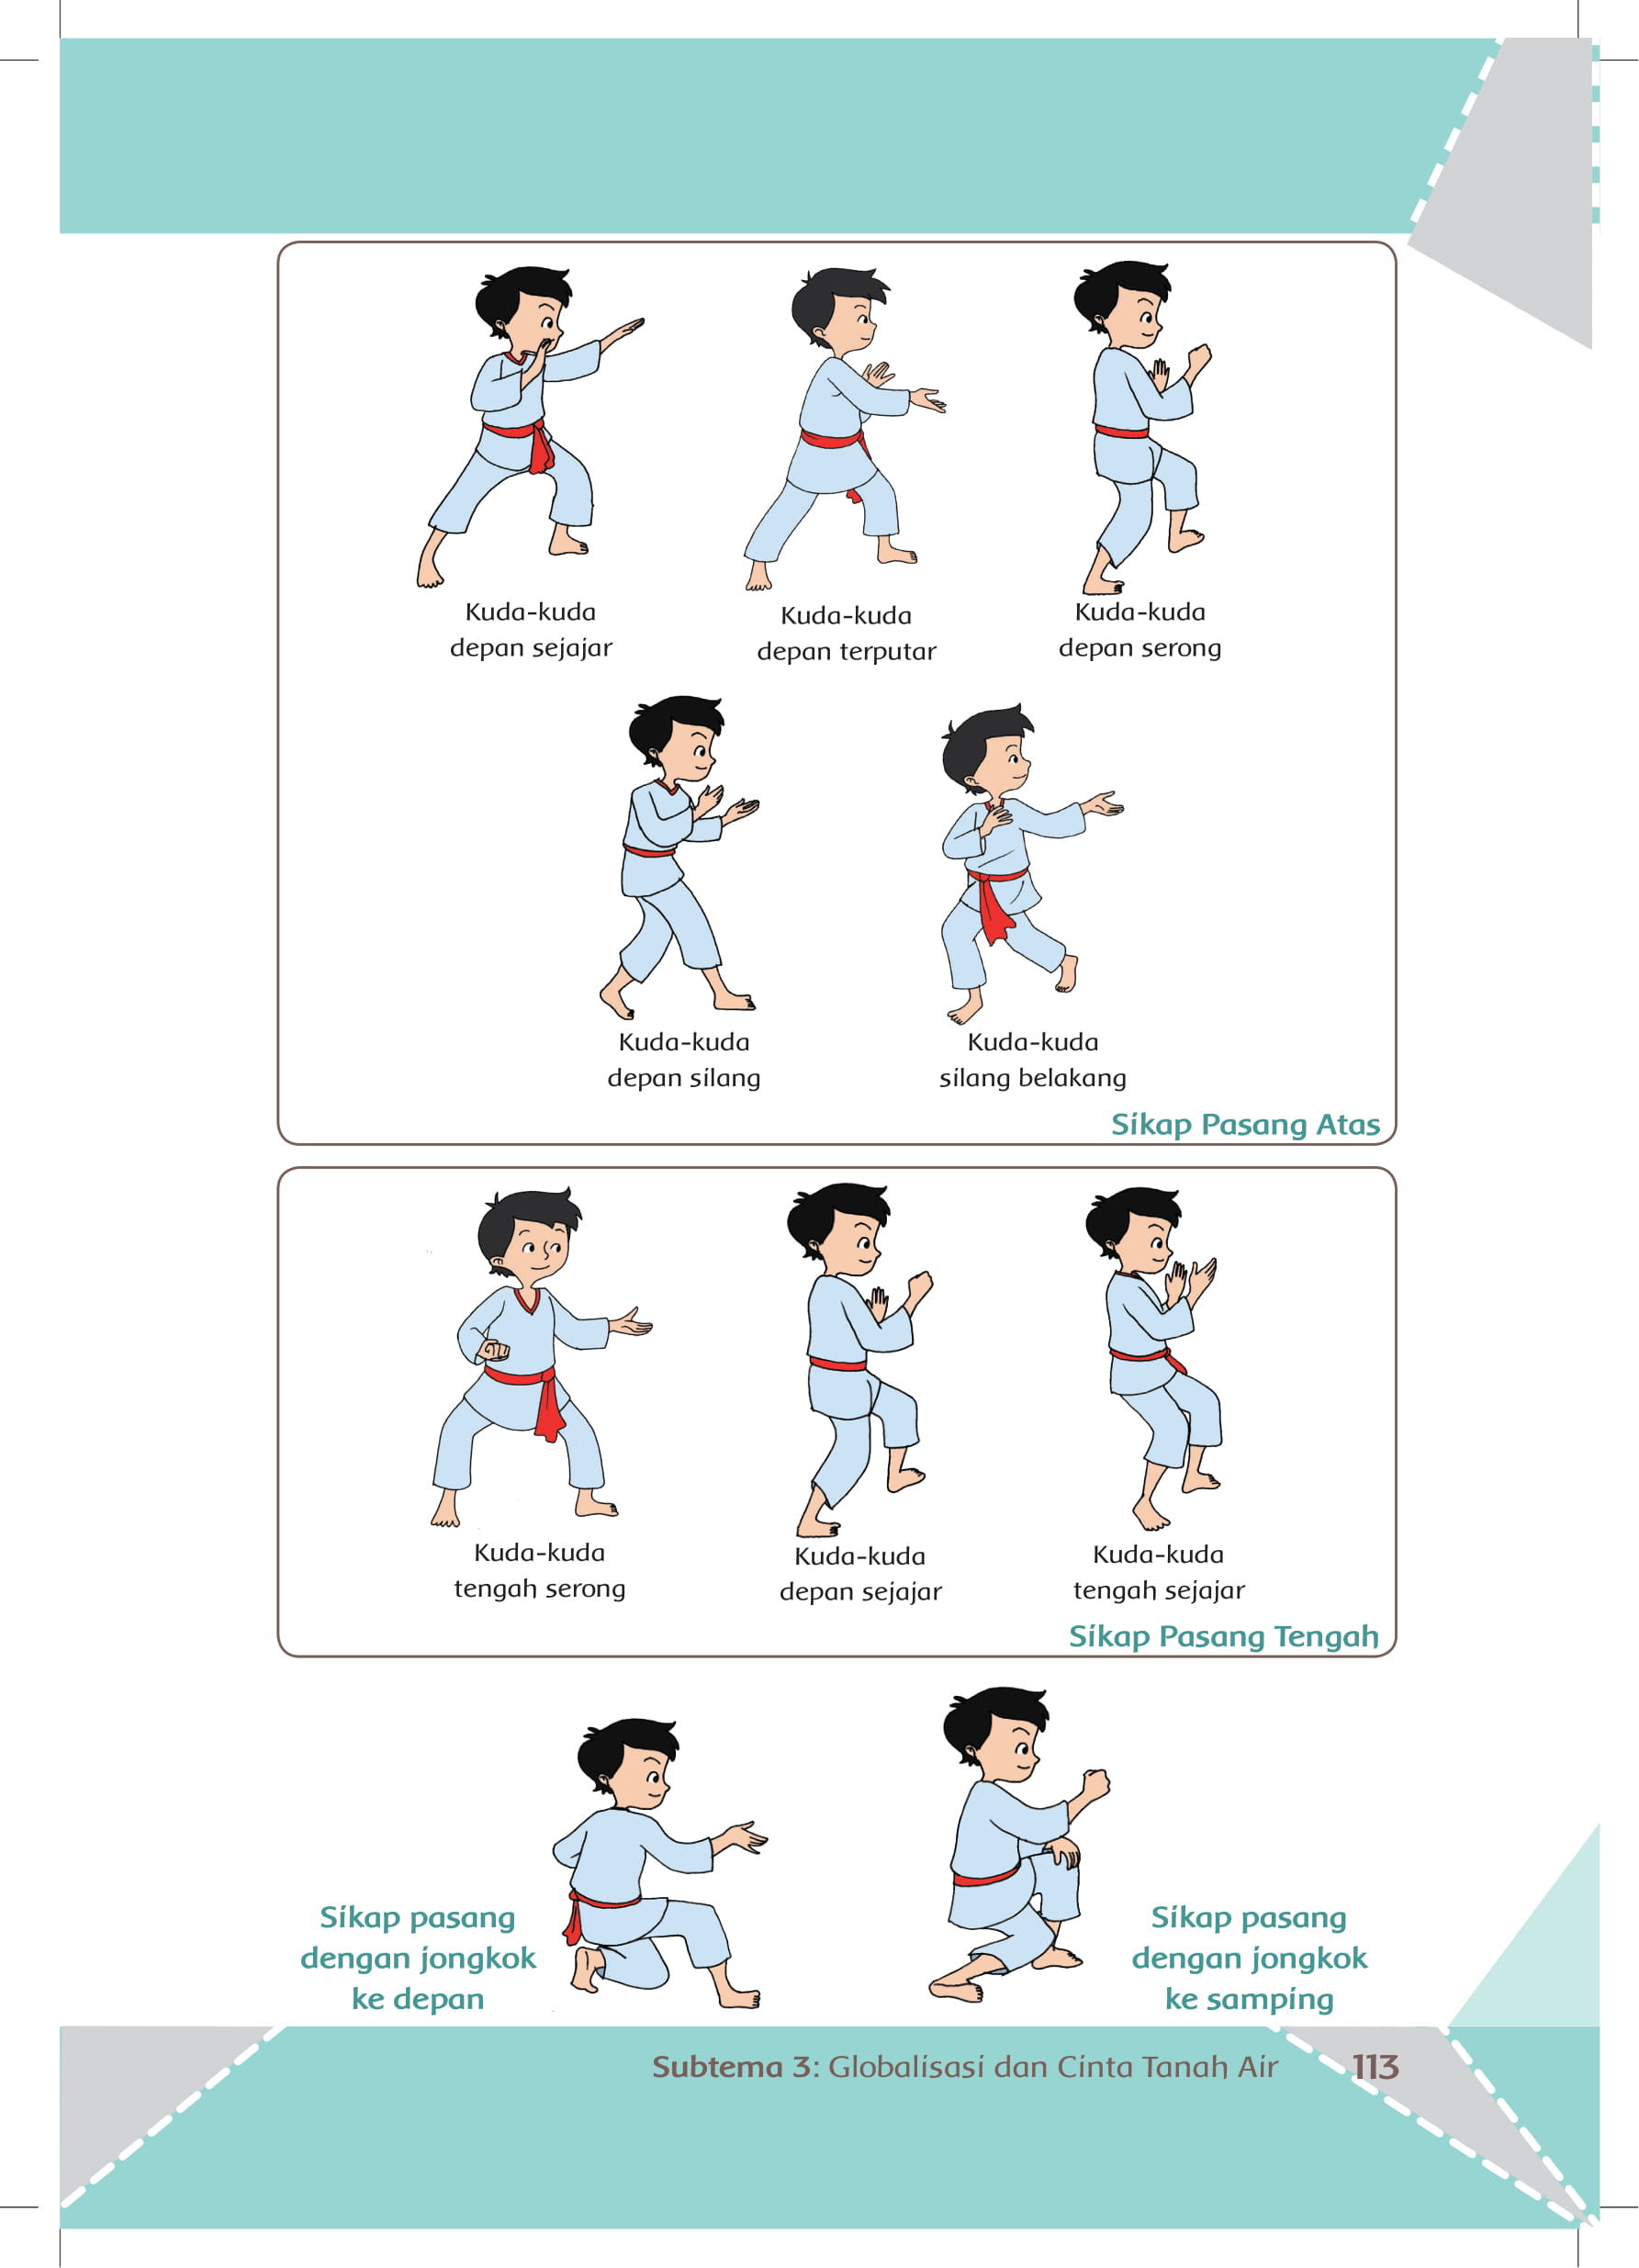 Kuda-kuda
depan sejajar
Kuda-kuda
depan terputar
Kuda-kuda
depan serong
Kuda-kuda
depan silang
Kuda-kuda
silang belakang
Sikap Pasang Atas
Kuda-kuda
tengah serong
Kuda-kuda
depan sejajar
Kuda-kuda
tengah sejajar
Sikap Pasang Tengah
Sikap pasang
dengan jongkok
ke depan
Sikap pasang
dengan jongkok
ke samping
Subtema 3: Globalisasi dan Cinta Tanah Air 113